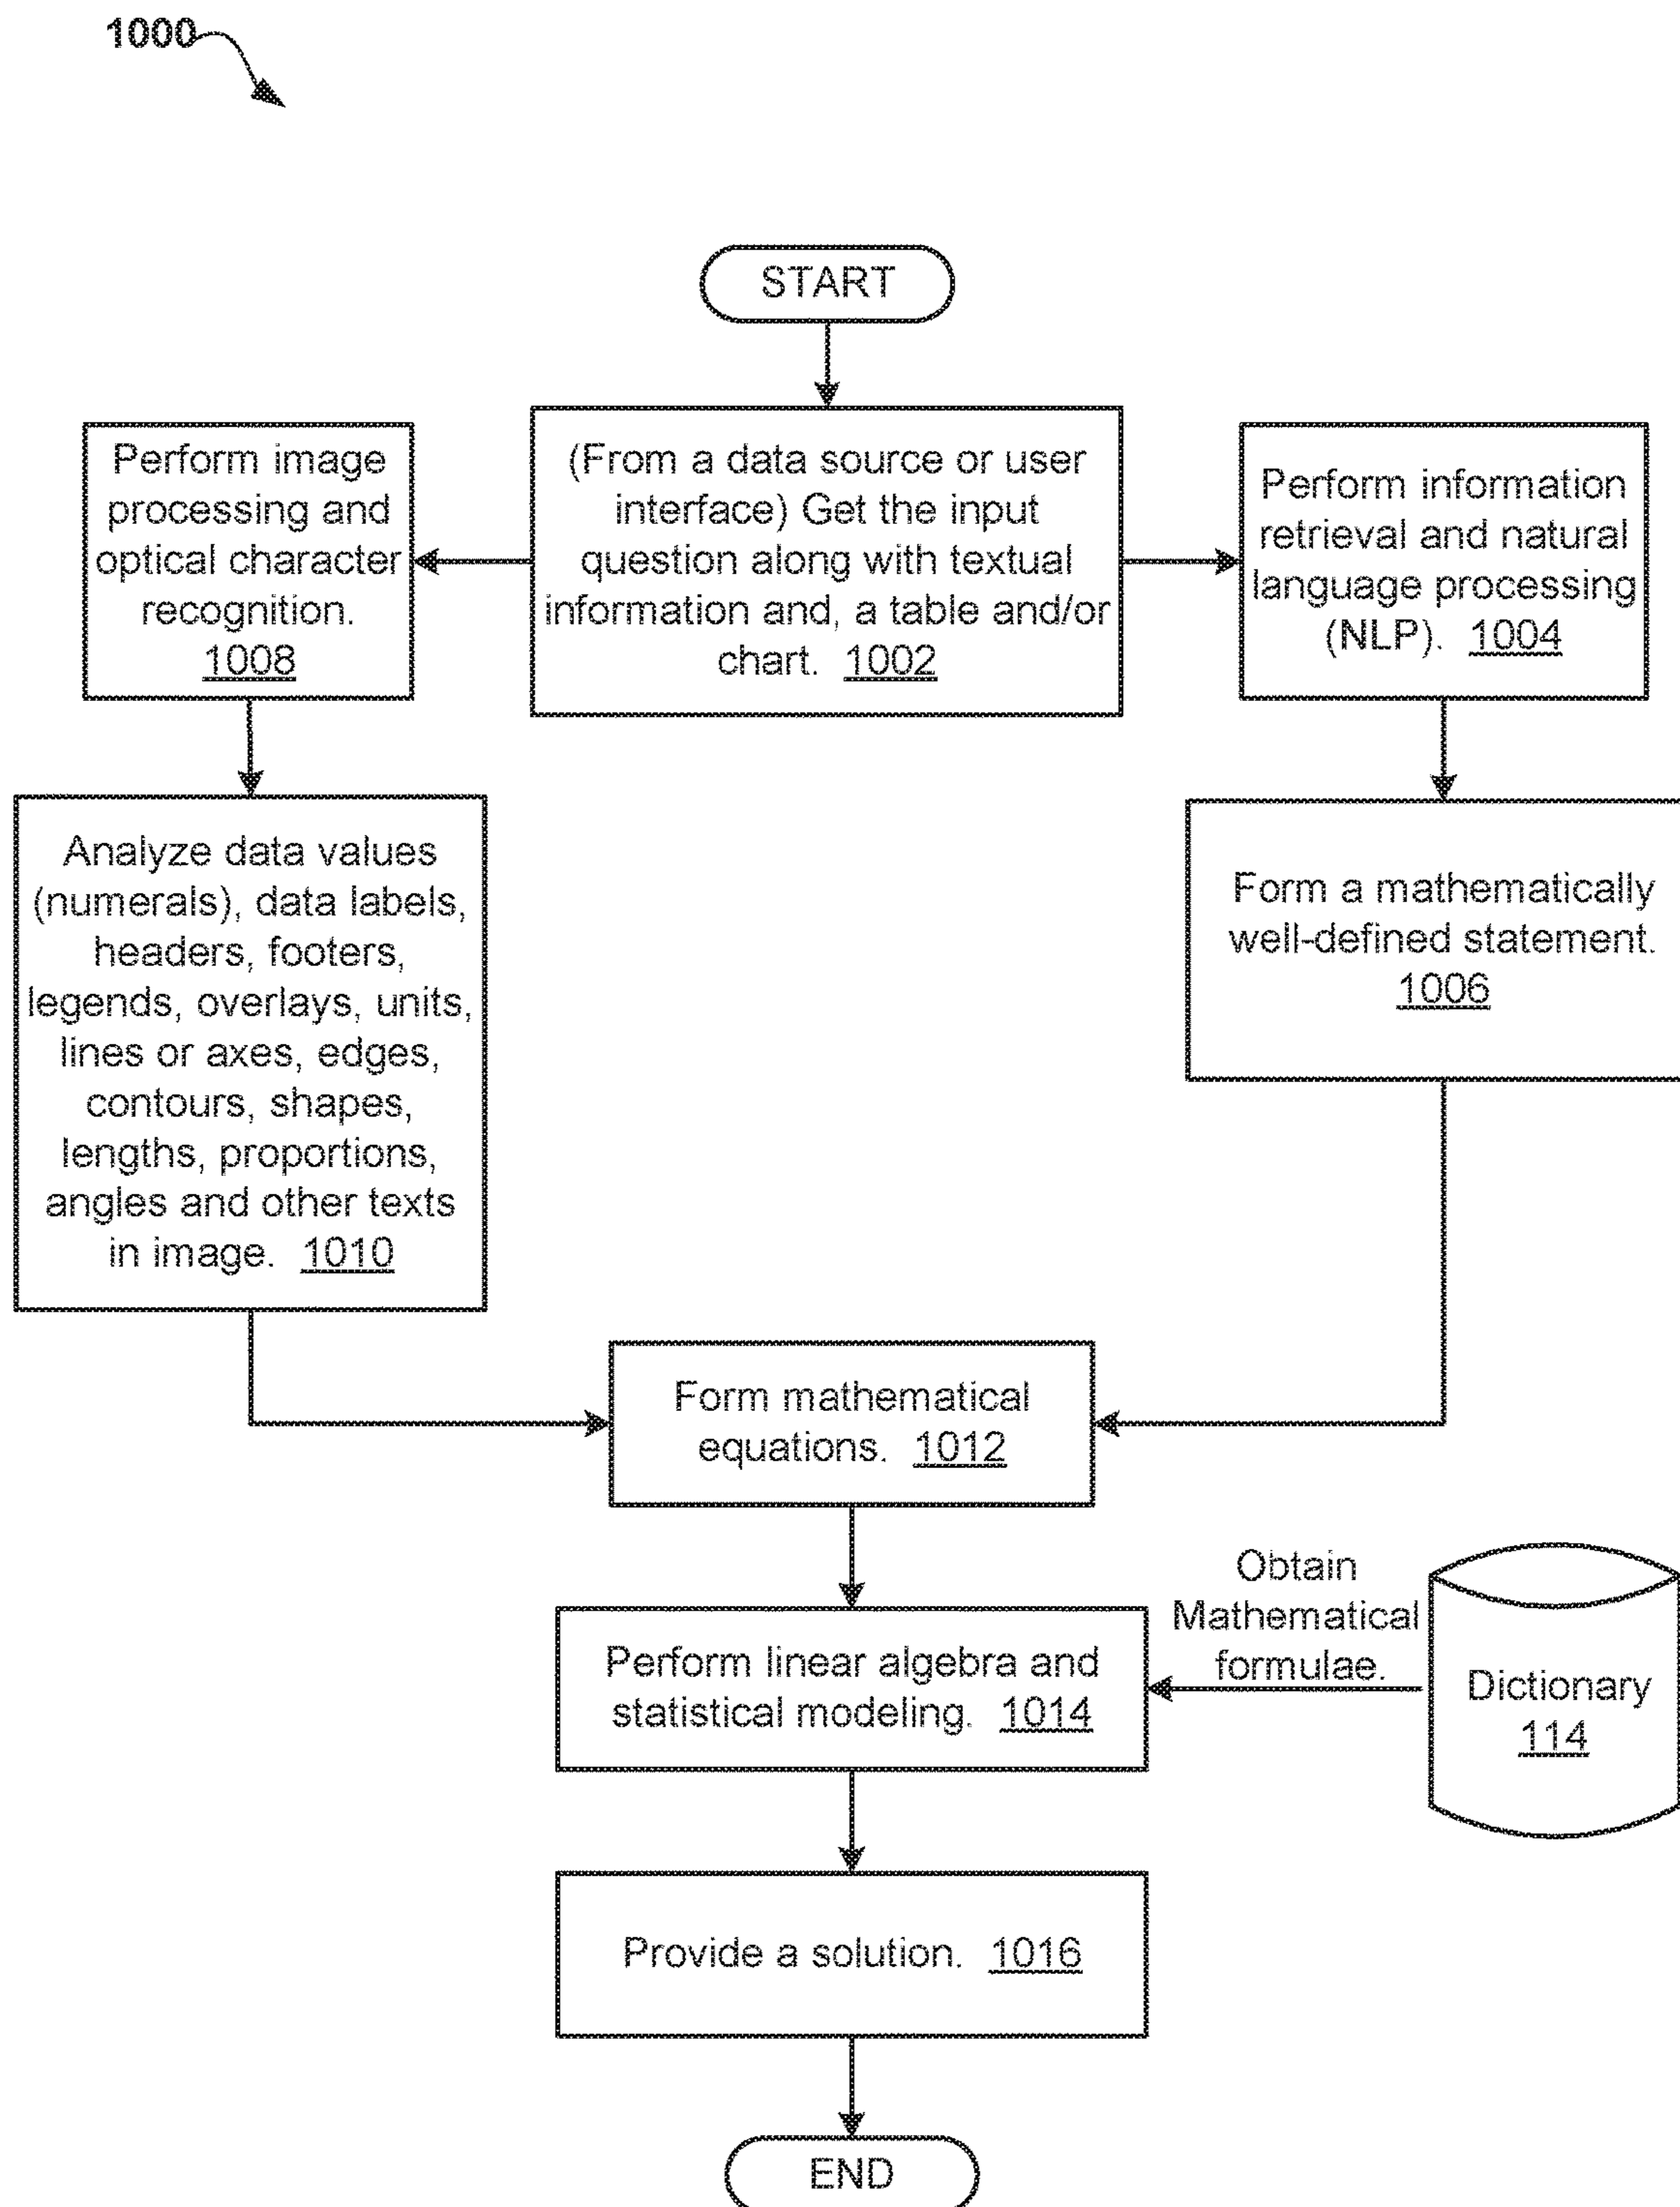 1000
START
(From a data source or user
interface) Get the input
question along with textual
information and, a table and/or
chart. 1002
Perform image
processing and
optical character
recognition.
1008
Perform information
retrieval and natural
language processing
(NLP). 1004
Analyze data values
(numerals), data labels,
headers, footers,
legends, overlays, units,
lines or axes, edges,
contours, shapes,
lengths, proportions,
angles and other texts
in image. 1010
Form a mathematically
well-defined statement.
1006
Form mathematical
equations. 1012
Obtain
Mathematical
formulae.
Perform linear algebra and
statistical modeling. 1014
Dictionary
114
Provide a solution. 1016
END